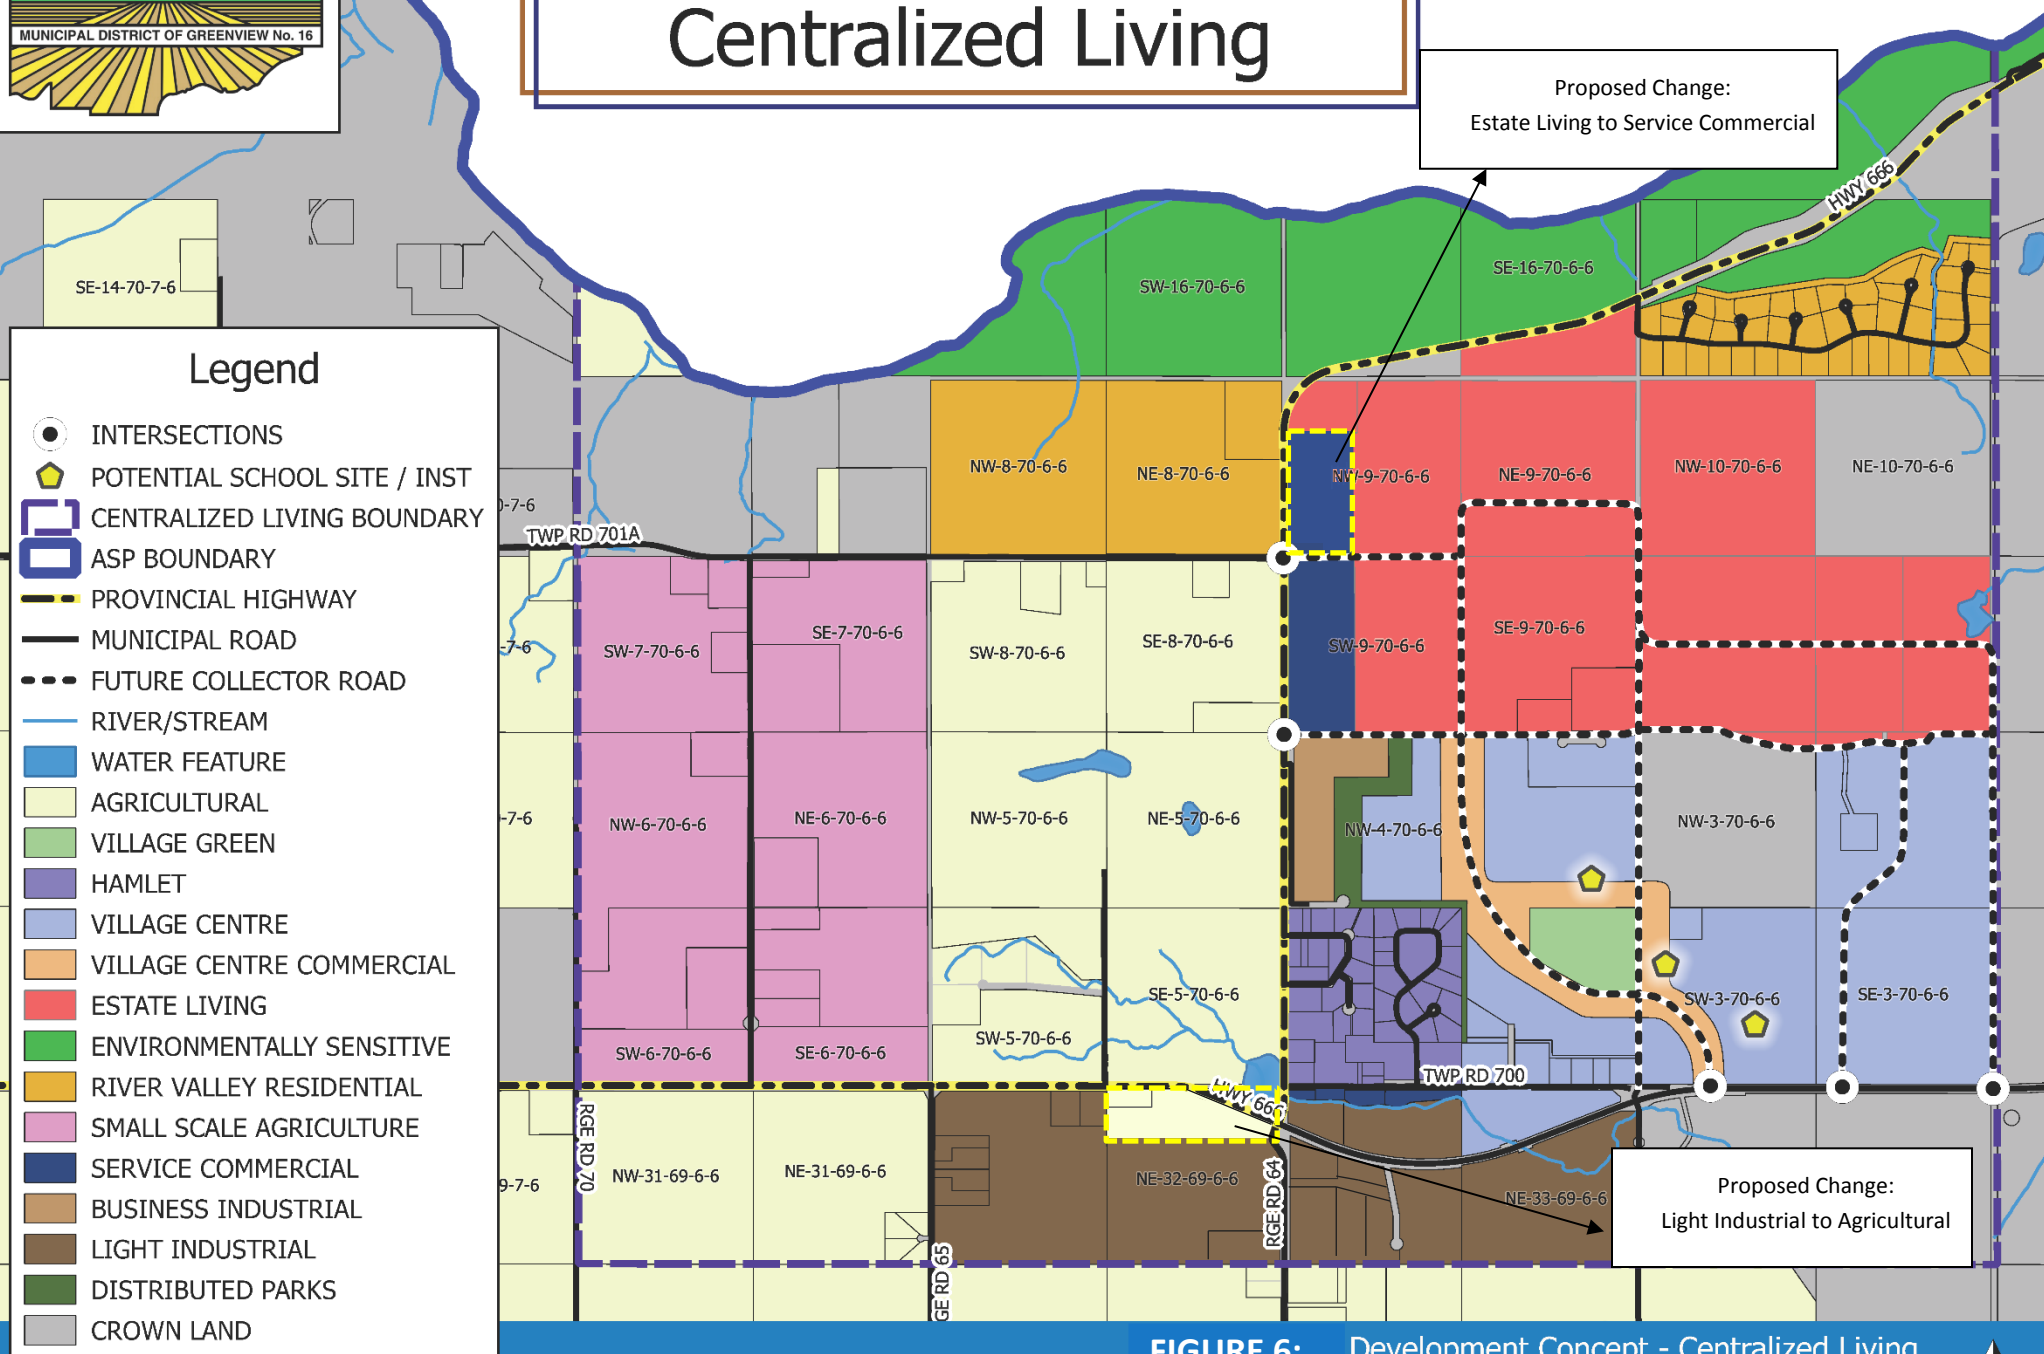 MUNICIPAL DISTRICT OF GREENVIEW No. 16
Centralized Living
Proposed Change:
Estate Living to Service Commercial
HWY 666
SE-14-70-7-6
SW-16-70-6-6
SE-16-70-6-6
Legend
INTERSECTIONS
POTENTIAL SCHOOL SITE / INST
CENTRALIZED LIVING BOUNDARY
ASP BOUNDARY
PROVINCIAL HIGHWAY
MUNICIPAL ROAD
FUTURE COLLECTOR ROAD
RIVER/STREAM
WATER FEATURE
AGRICULTURAL
VILLAGE GREEN
HAMLET
VILLAGE CENTRE
VILLAGE CENTRE COMMERCIAL
ESTATE LIVING
ENVIRONMENTALLY SENSITIVE
RIVER VALLEY RESIDENTIAL
SMALL SCALE AGRICULTURE
SERVICE COMMERCIAL
BUSINESS INDUSTRIAL
LIGHT INDUSTRIAL
DISTRIBUTED PARKS
CROWN LAND
NW-8-70-6-6
NE-8-70-6-6
NW-9-70-6-6
NE-9-70-6-6
NW-10-70-6-6
NE-10-70-6-6
-7-6
TWP RD 701A
-7-6
SW-7-70-6-6
SE-7-70-6-6
SW-8-70-6-6
SE-8-70-6-6
SW-9-70-6-6
SE-9-70-6-6
-7-6
NW-6-70-6-6
NE-6-70-6-6
NW-5-70-6-6
NE-5-70-6-6
NW-4-70-6-6
NW-3-70-6-6
SE-5-70-6-6
SW-3-70-6-6
SE-3-70-6-6
SW-5-70-6-6
SW-6-70-6-6
SE-6-70-6-6
TWP RD 700
HWY 666
RGE RD 70
9-7-6
NW-31-69-6-6
NE-31-69-6-6
NE-32-69-6-6
RGE RD 64
NE-33-69-6-6
GE RD 65
Proposed Change:
Light Industrial to Agricultural
FIGURE 6:
Development Concept - Centralized Living